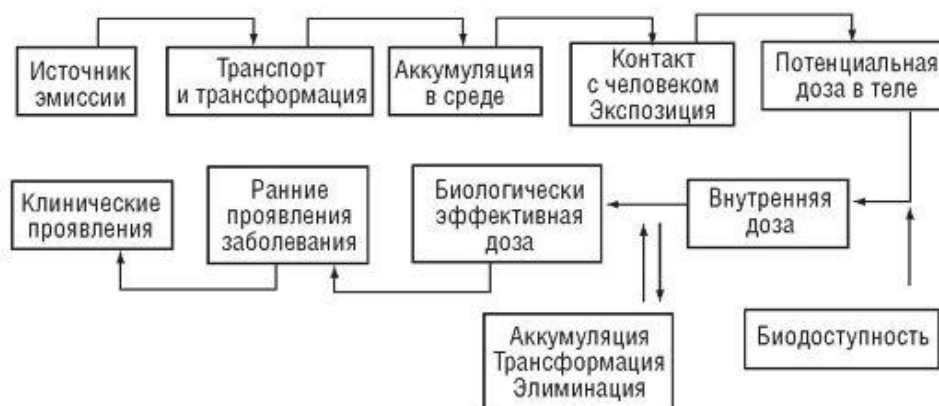 Источник
эмиссии
Транспорт
и трансформация
Аккумуляция
в среде
Контакт
с человеком
Экспозиция
Потенциальная
доза в теле
Клинические
проявления
Ранние
проявления
заболевания
Биологически
эффективная
доза
Внутренняя
доза
Аккумуляция
Трансформация
Элиминация
Биодоступность